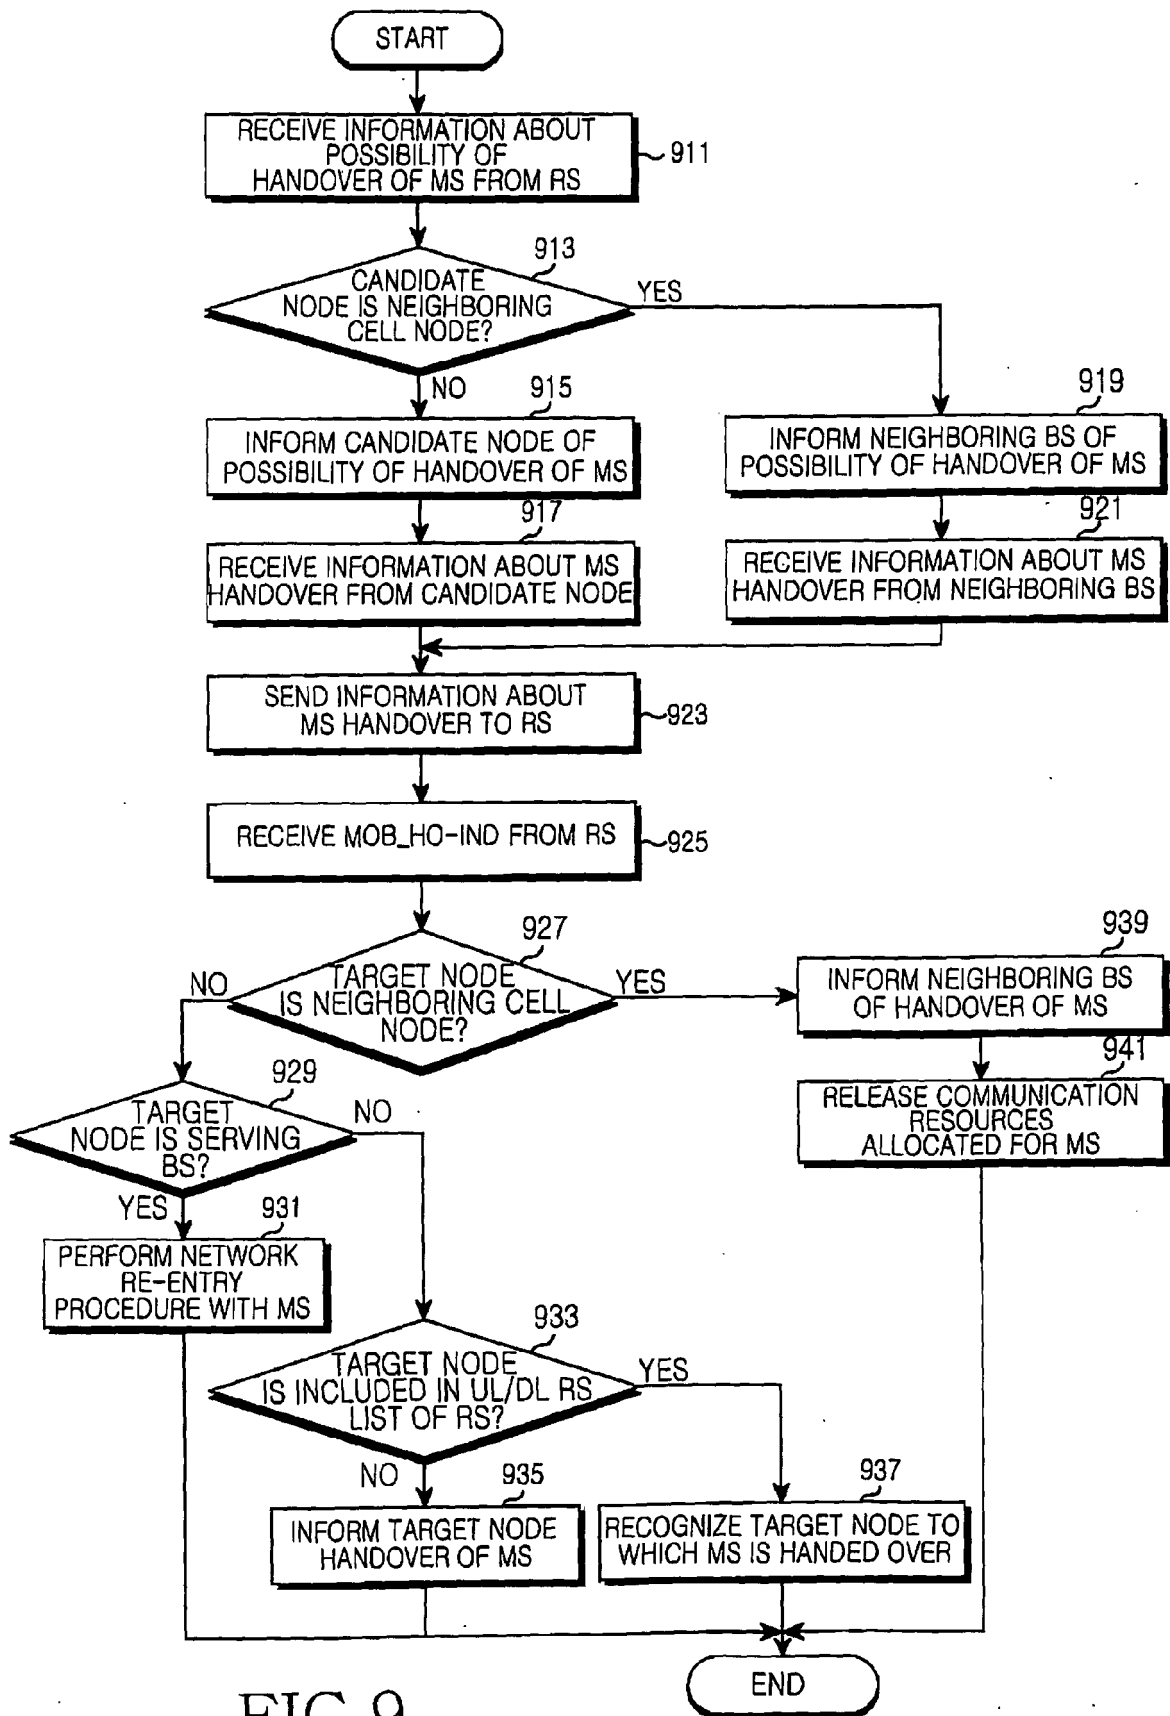 START
RECEIVE INFORMATION ABOUT
POSSIBILITY OF
HANDOVER OF MS FROM RS
911
913
CANDIDATE
NODE IS NEIGHBORING
CELL NODE?
YES
NO
915
INFORM CANDIDATE NODE OF
POSSIBILITY OF HANDOVER OF MS
919
INFORM NEIGHBORING BS OF
POSSIBILITY OF HANDOVER OF MS
917
RECEIVE INFORMATION ABOUT MS
HANDOVER FROM CANDIDATE NODE
921
RECEIVE INFORMATION ABOUT MS
HANDOVER FROM NEIGHBORING BS
SEND INFORMATION ABOUT
MS HANDOVER TO RS
923
RECEIVE MOB_HO-IND FROM RS
925
927
TARGET NODE
IS NEIGHBORING CELL
NODE?
NO
YES
939
INFORM NEIGHBORING BS
OF HANDOVER OF MS
941
RELEASE COMMUNICATION
RESOURCES
ALLOCATED FOR MS
929
TARGET
NODE IS SERVING
BS?
NO
YES
931
PERFORM NETWORK
RE-ENTRY
PROCEDURE WITH MS
933
TARGET NODE
IS INCLUDED IN UL/DL RS
LIST OF RS?
YES
NO
935
INFORM TARGET NODE
HANDOVER OF MS
937
RECOGNIZE TARGET NODE TO
WHICH MS IS HANDED OVER
END
FIG.9